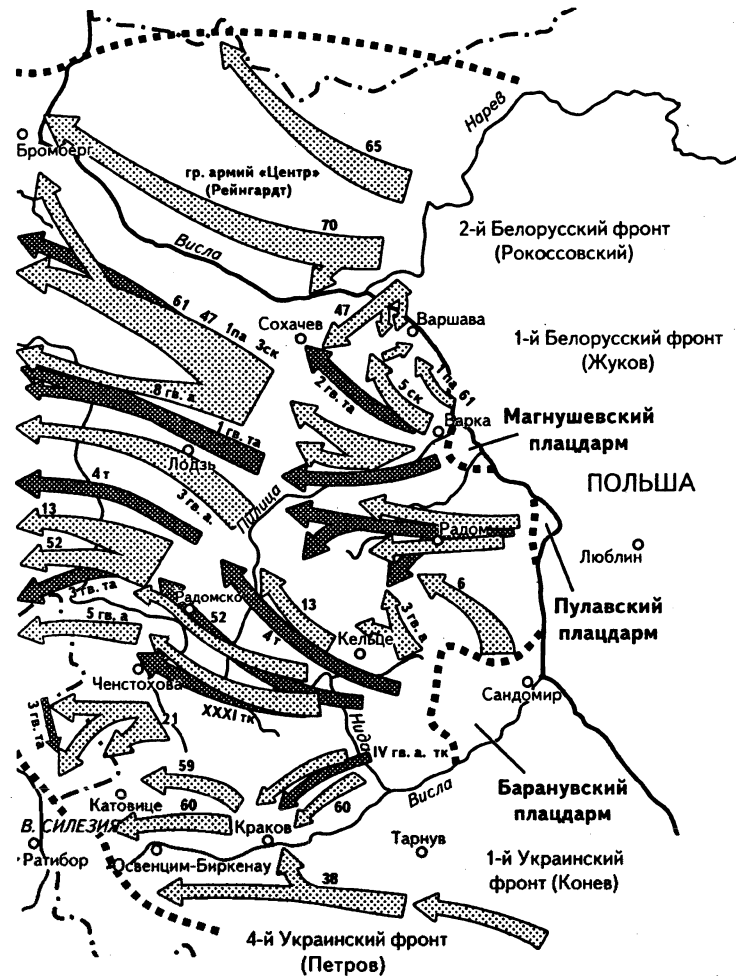 Нарев
Бромберг
65
гр. армий «Центр»
(Рейнгардт)
70
2-й Белорусский фронт
(Рокоссовский)
Висла
61 47 1па 3ск
47
Сохачев
Варшава
1-й Белорусский фронт
(Жуков)
8 гв. а.
2 гв. та
5 ск
1 па 61
1 гв. та
Варка
Магнушевский
плацдарм
Лодзь
4 т
3 гв. а.
Пилица
ПОЛЬША
13
52
Люблин
3 гв. та
Радомско
13
6
Пулавский
плацдарм
5 гв. а
52
4 т
3 гв. а
Кельце
Ченстохова
Сандомир
XXXI тк
3 гв. та
21
Нида
IV гв. а. тк
59
Барановский
плацдарм
Катовице
60
60
Висла
В. СИЛЕЗИЯ
Краков
Тарнув
Ратибор
Освенцим-Биркенау
1-й Украинский
фронт (Конев)
38
4-й Украинский фронт
(Петров)